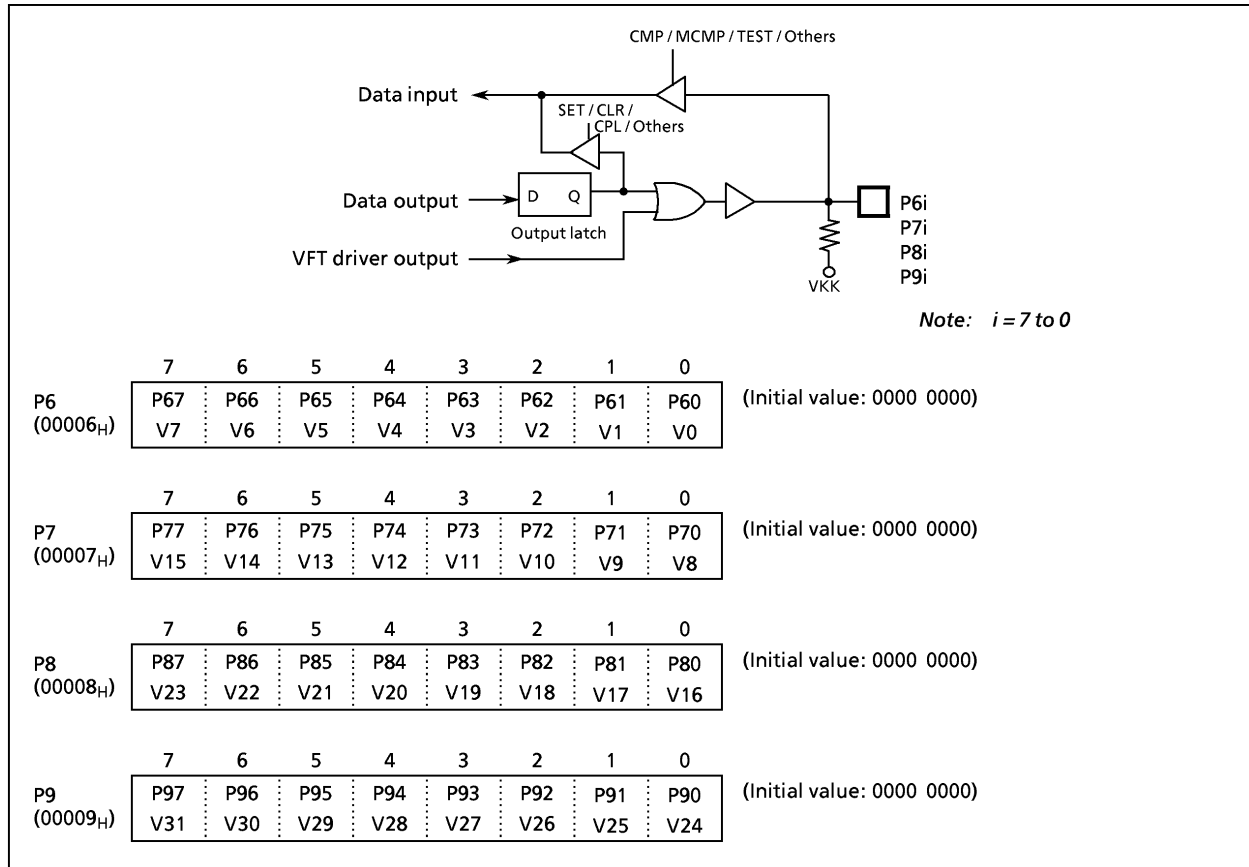 CMP / MCMP / TEST / Others
Data input
SET / CLR /
CPL / Others
Data output
D Q
Output latch
VFT driver output
P6i
P7i
P8i
P9i
VKK
Note: i = 7 to 0
7 6 5 4 3 2 1 0
P6
(00006H)
P67 P66 P65 P64 P63 P62 P61 P60
V7 V6 V5 V4 V3 V2 V1 V0
(Initial value: 0000 0000)
7 6 5 4 3 2 1 0
P7
(00007H)
P77 P76 P75 P74 P73 P72 P71 P70
V15 V14 V13 V12 V11 V10 V9 V8
(Initial value: 0000 0000)
7 6 5 4 3 2 1 0
P8
(00008H)
P87 P86 P85 P84 P83 P82 P81 P80
V23 V22 V21 V20 V19 V18 V17 V16
(Initial value: 0000 0000)
7 6 5 4 3 2 1 0
P9
(00009H)
P97 P96 P95 P94 P93 P92 P91 P90
V31 V30 V29 V28 V27 V26 V25 V24
(Initial value: 0000 0000)